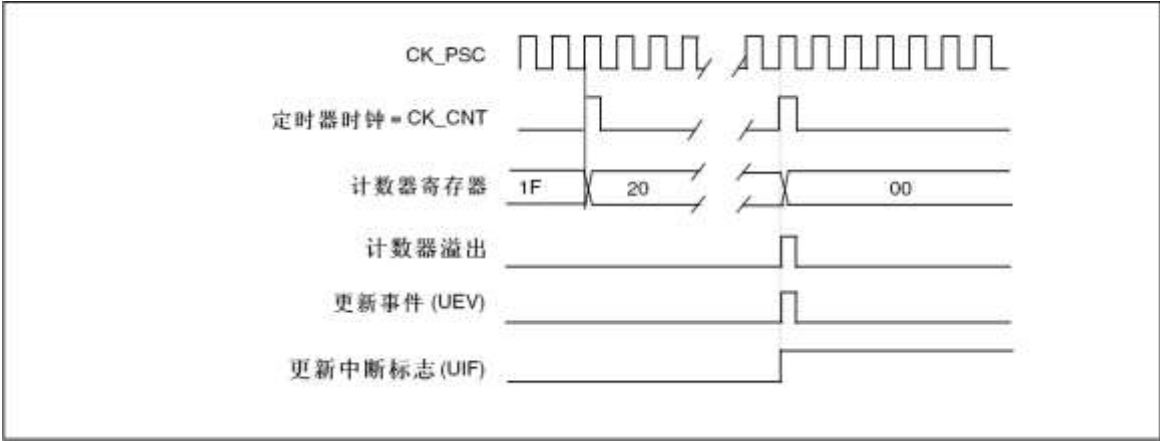 CK_PSC
定时器时钟 = CK_CNT
计数器寄存器 1F 20 00
计数器溢出
更新事件 (UEV)
更新中断标志 (UIF)